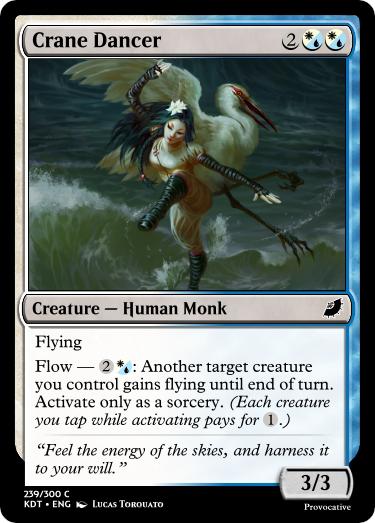 Crane Dancer 2
Creature — Human Monk
Flying
Flow — 2 : Another target creature
you control gains flying until end of turn.
Activate only as a sorcery. (Each creature
you tap while activating pays for 1.)
“Feel the energy of the skies, and harness it
to your will.”
3/3
239/300 C
KDT • ENG Lucas Torquato
Provocative